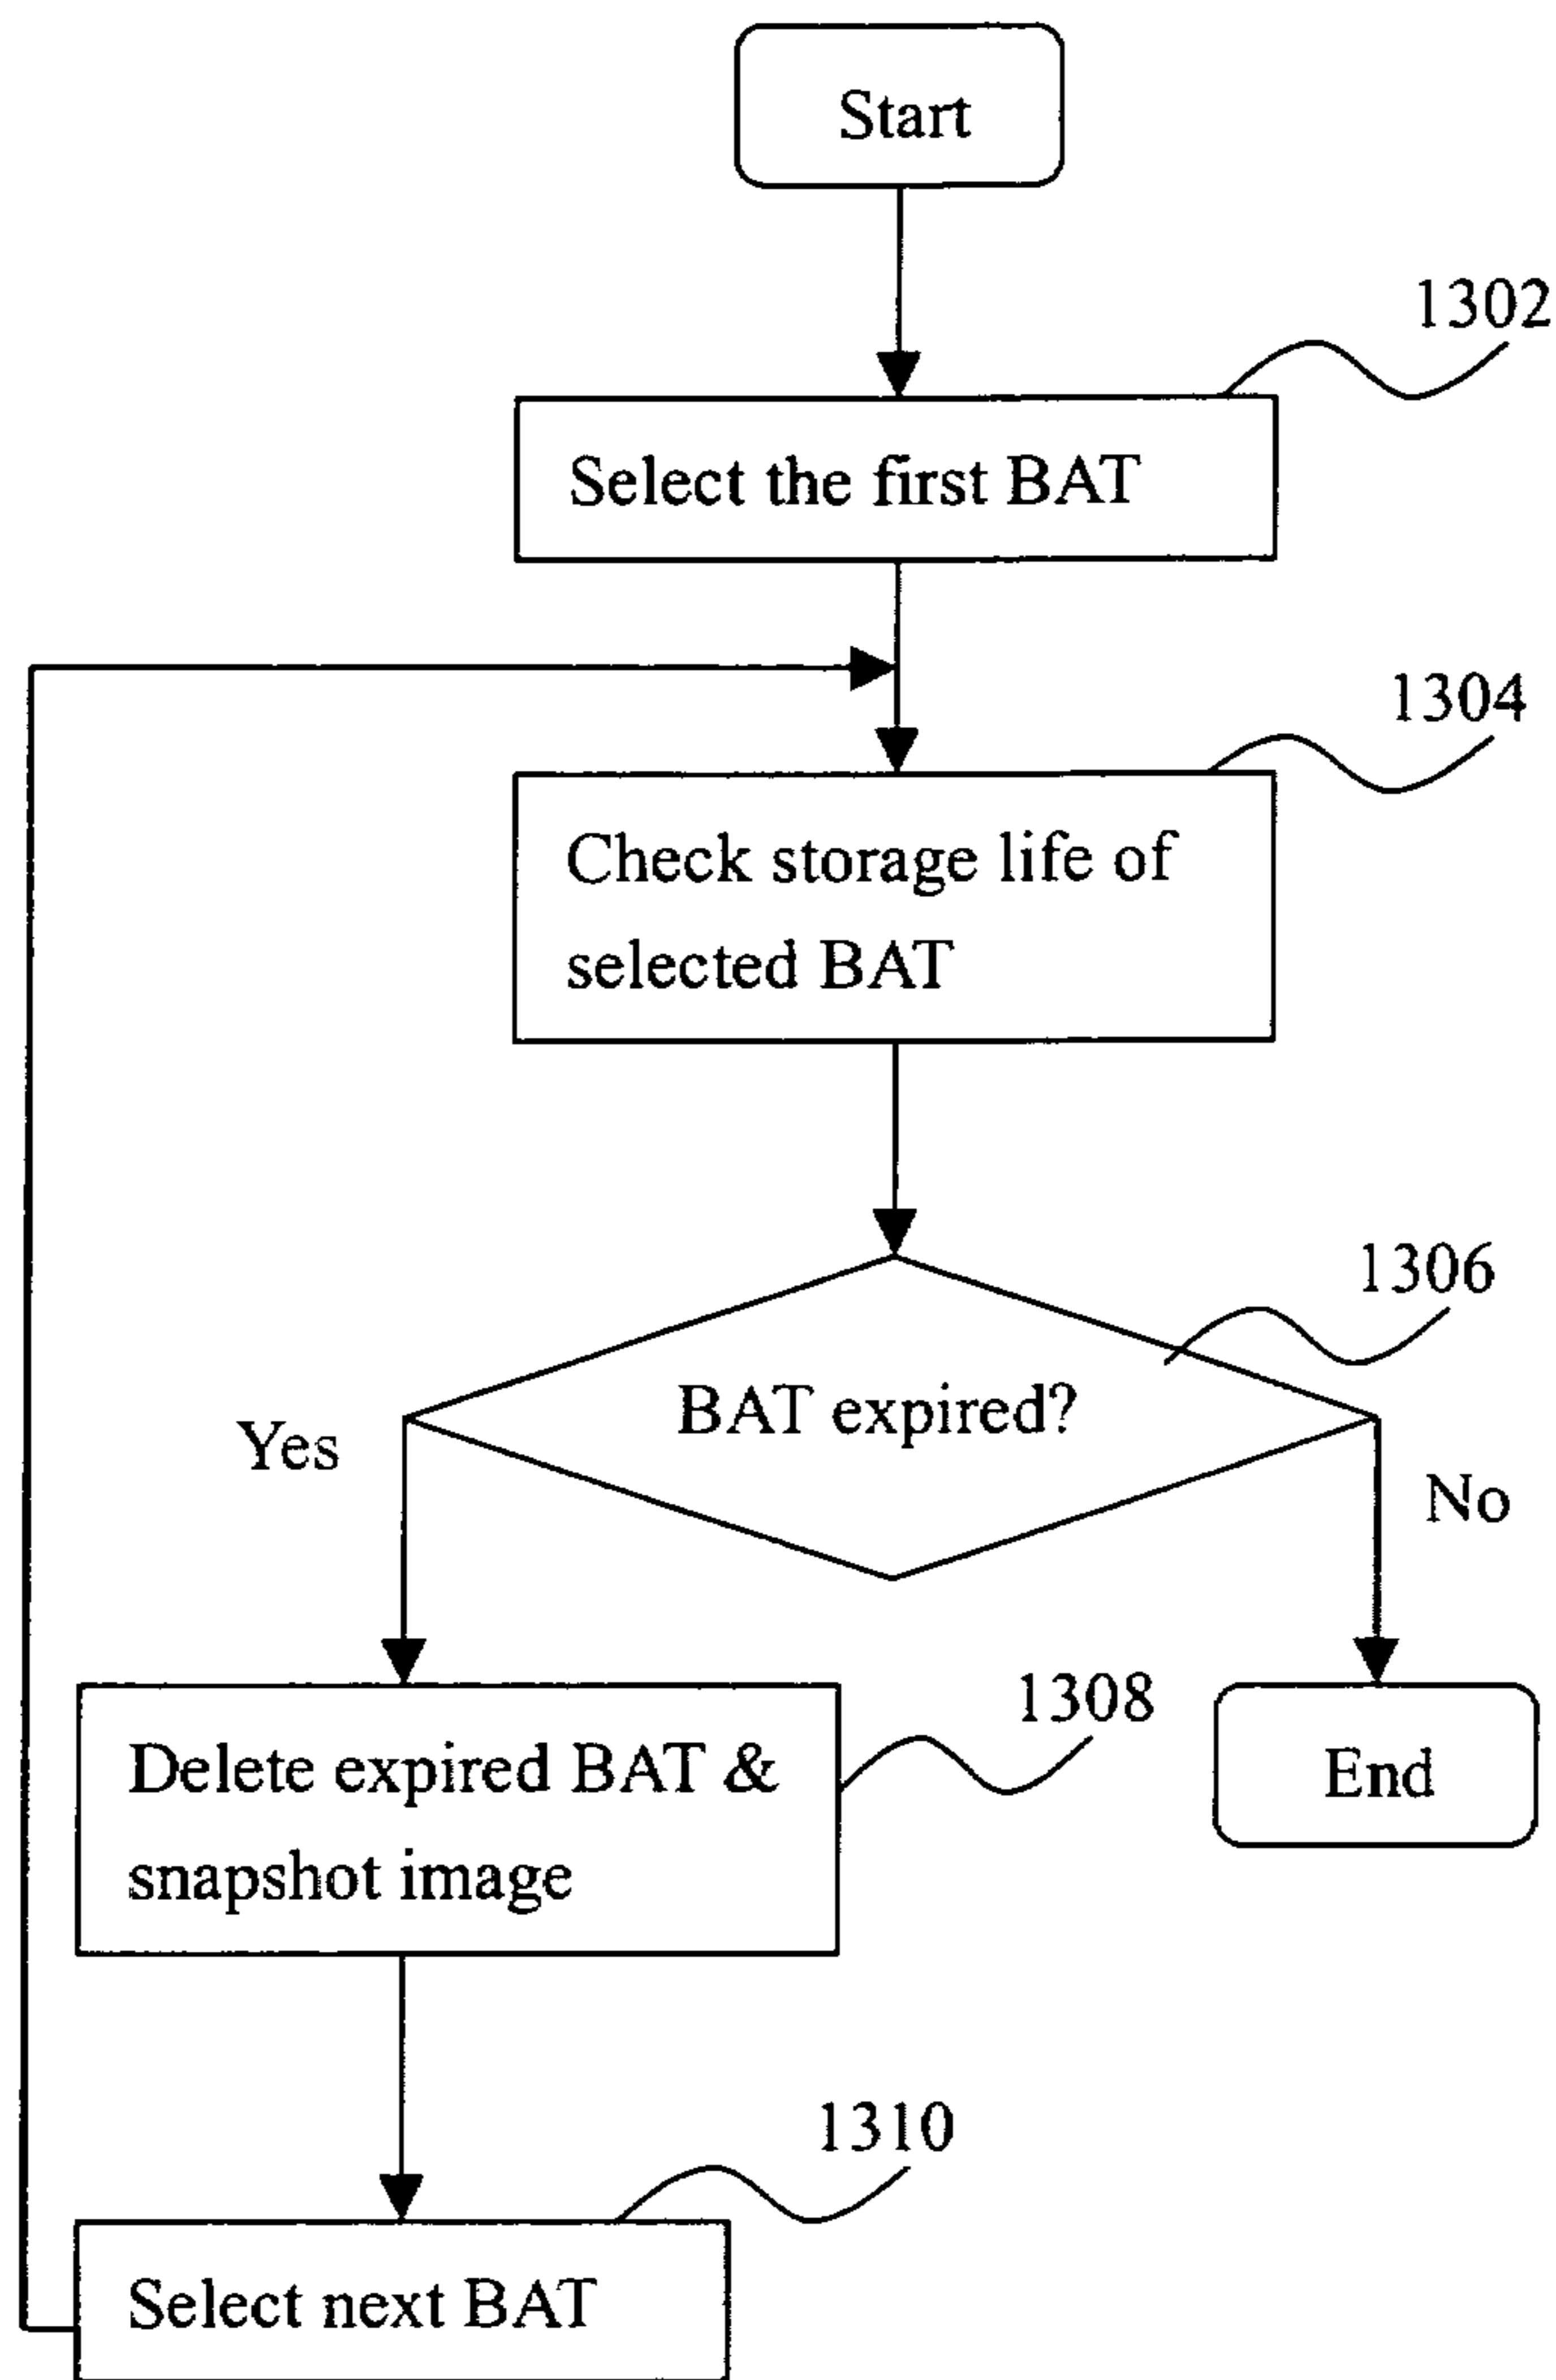 Start
1302
Select the first BAT
1304
Check storage life of
selected BAT
1306
BAT expired?
Yes
No
1308
Delete expired BAT &
snapshot image
End
1310
Select next BAT